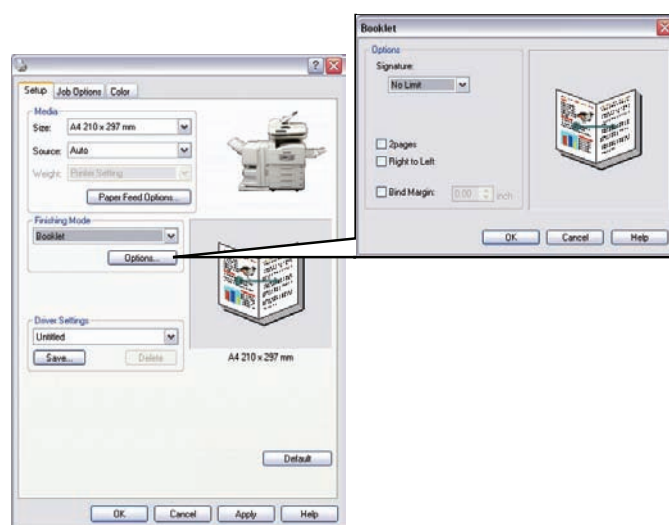 Setup Job Options Color
Media
Size: A4 210 x 297 mm
Source: Auto
Weight: Printer Setting
Paper Feed Options...
Finishing Mode
Booklet
Options...
Driver Settings
Untitled
Save... Delete
A4 210 x 297 mm
Default
OK Cancel Apply Help
Booklet
Options
Signature:
No Limit
2pages
Right to Left
Bind Margin: 0.00 inch
OK Cancel Help